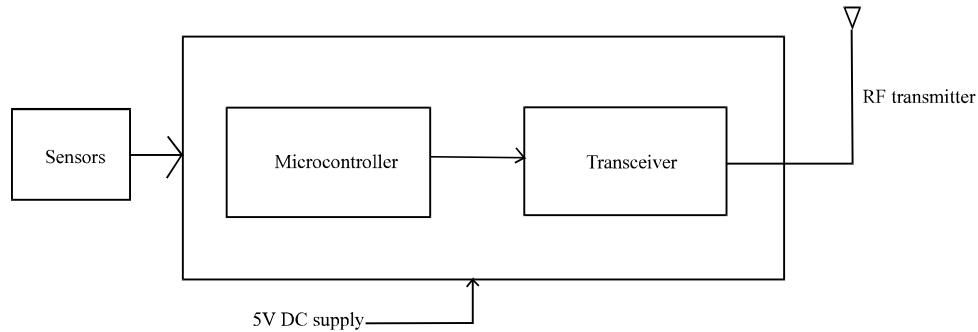 RF transmitter
Sensors
Microcontroller
Transceiver
5V DC supply